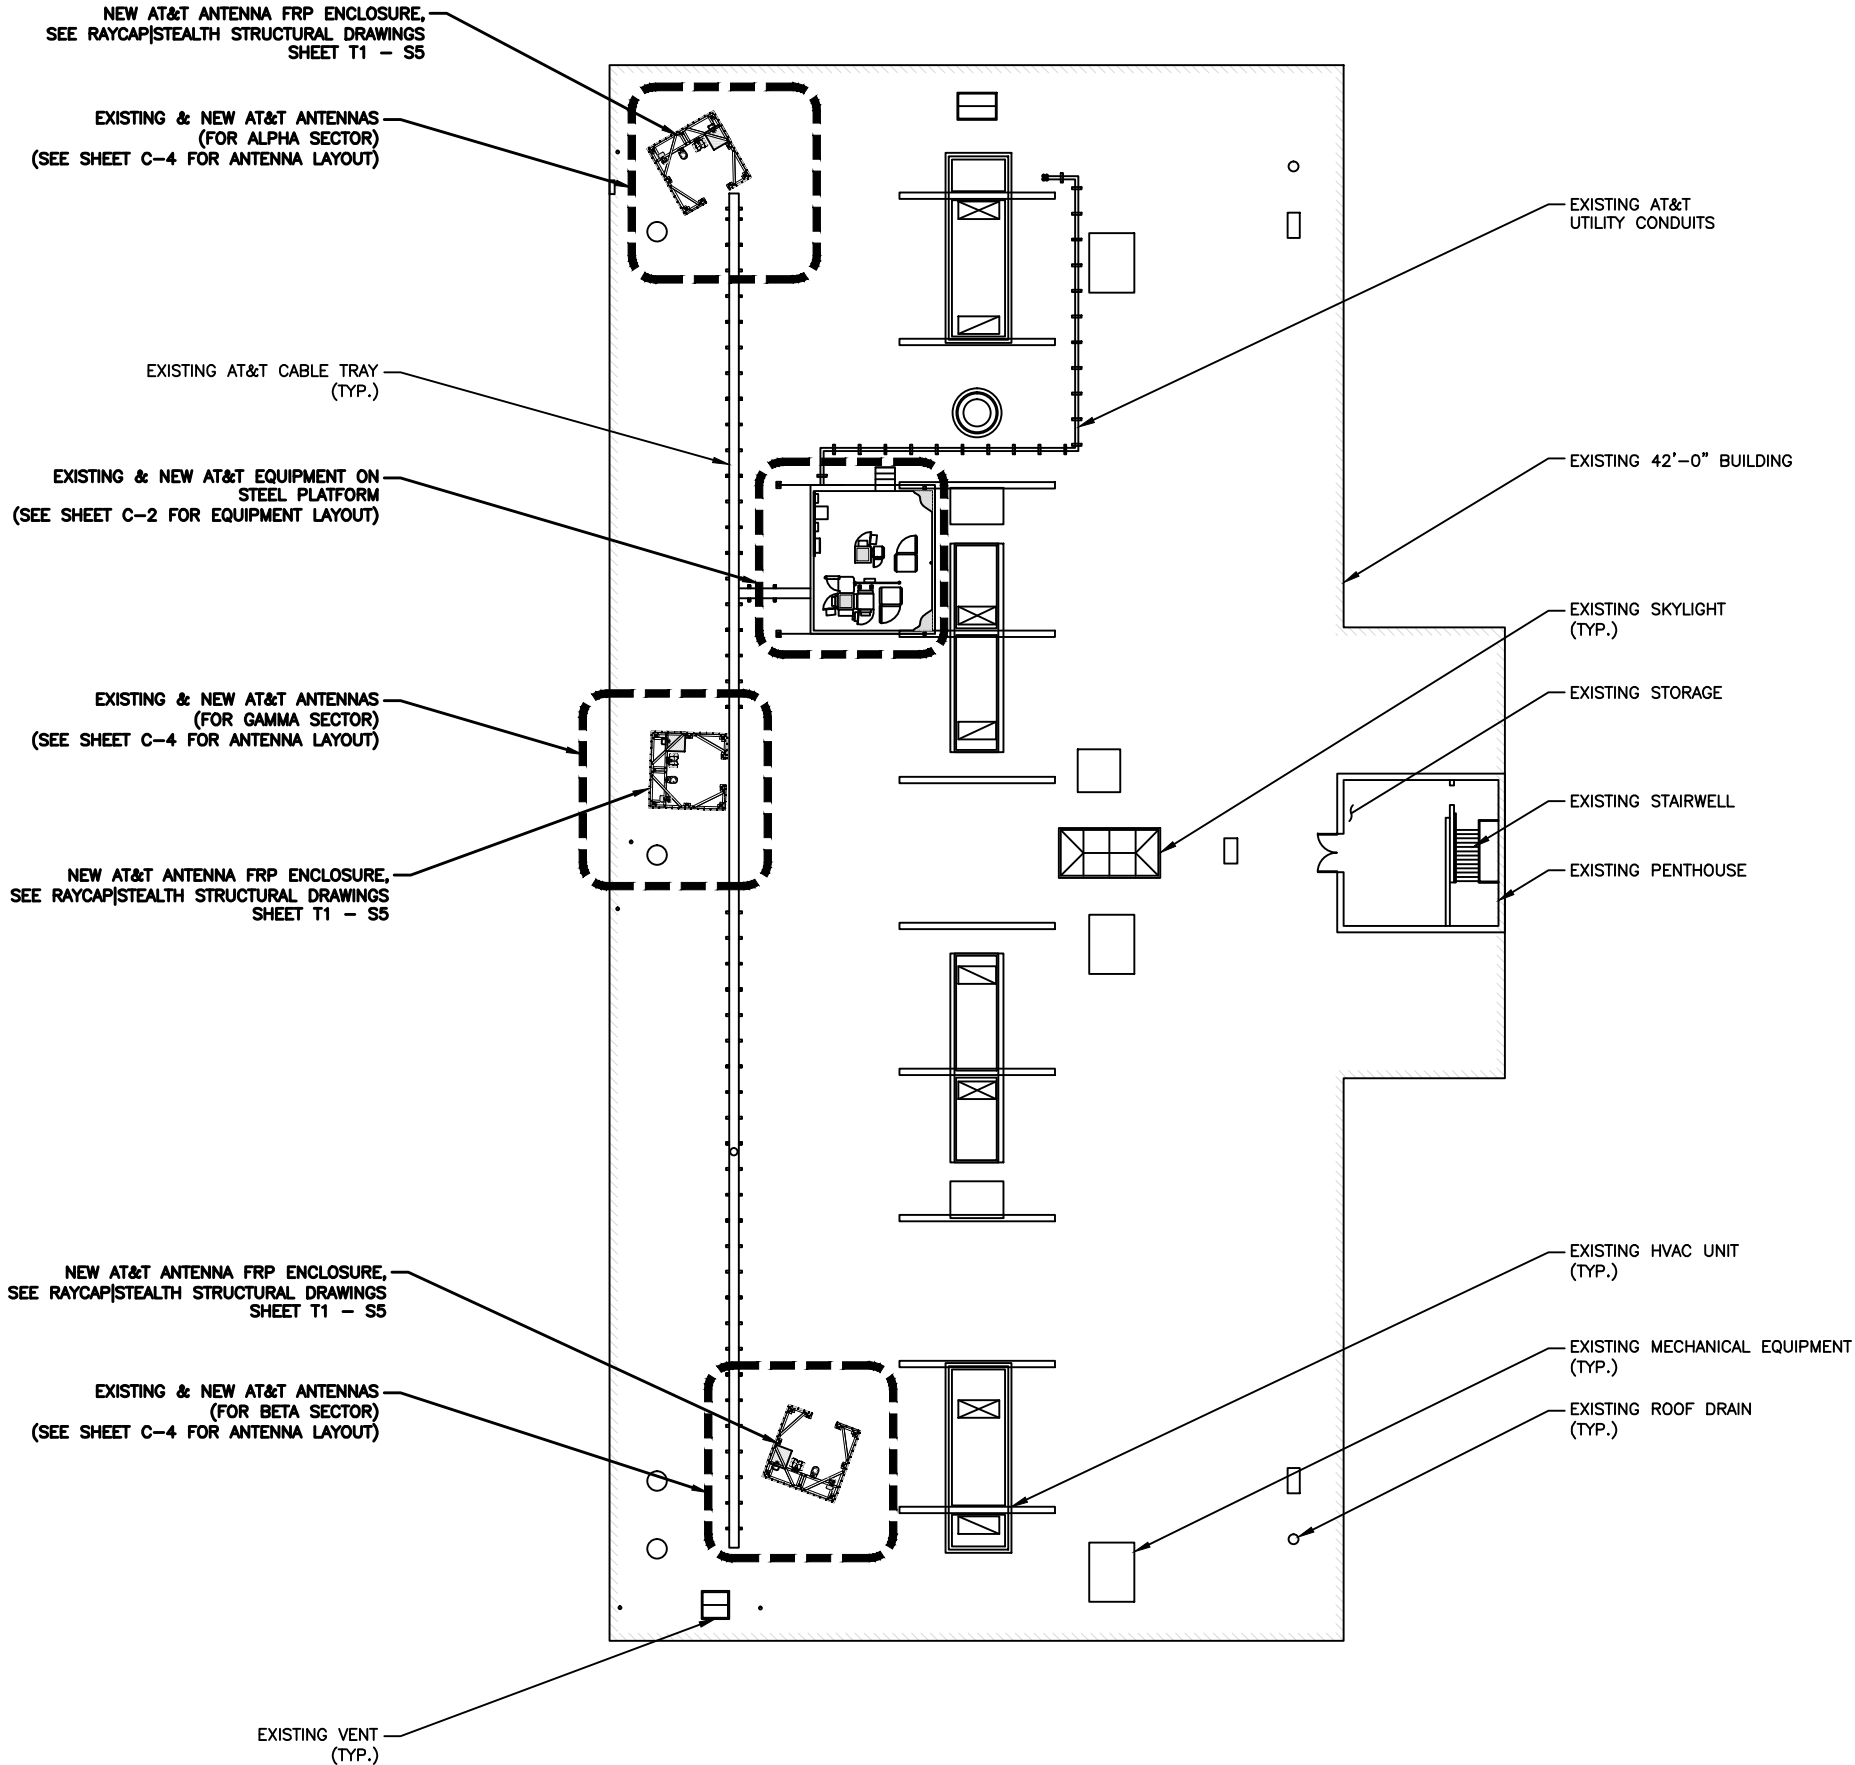 NEW AT&T ANTENNA FRP ENCLOSURE,
SEE RAYCAP|STEALTH STRUCTURAL DRAWINGS
SHEET T1 – S5
EXISTING & NEW AT&T ANTENNAS
(FOR ALPHA SECTOR)
(SEE SHEET C–4 FOR ANTENNA LAYOUT)
EXISTING AT&T CABLE TRAY
(TYP.)
EXISTING & NEW AT&T EQUIPMENT ON
STEEL PLATFORM
(SEE SHEET C–2 FOR EQUIPMENT LAYOUT)
EXISTING & NEW AT&T ANTENNAS
(FOR GAMMA SECTOR)
(SEE SHEET C–4 FOR ANTENNA LAYOUT)
NEW AT&T ANTENNA FRP ENCLOSURE,
SEE RAYCAP|STEALTH STRUCTURAL DRAWINGS
SHEET T1 – S5
NEW AT&T ANTENNA FRP ENCLOSURE,
SEE RAYCAP|STEALTH STRUCTURAL DRAWINGS
SHEET T1 – S5
EXISTING & NEW AT&T ANTENNAS
(FOR BETA SECTOR)
(SEE SHEET C–4 FOR ANTENNA LAYOUT)
EXISTING VENT
(TYP.)
EXISTING AT&T
UTILITY CONDUITS
EXISTING 42'–0" BUILDING
EXISTING SKYLIGHT
(TYP.)
EXISTING STORAGE
EXISTING STAIRWELL
EXISTING PENTHOUSE
EXISTING HVAC UNIT
(TYP.)
EXISTING MECHANICAL EQUIPMENT
(TYP.)
EXISTING ROOF DRAIN
(TYP.)